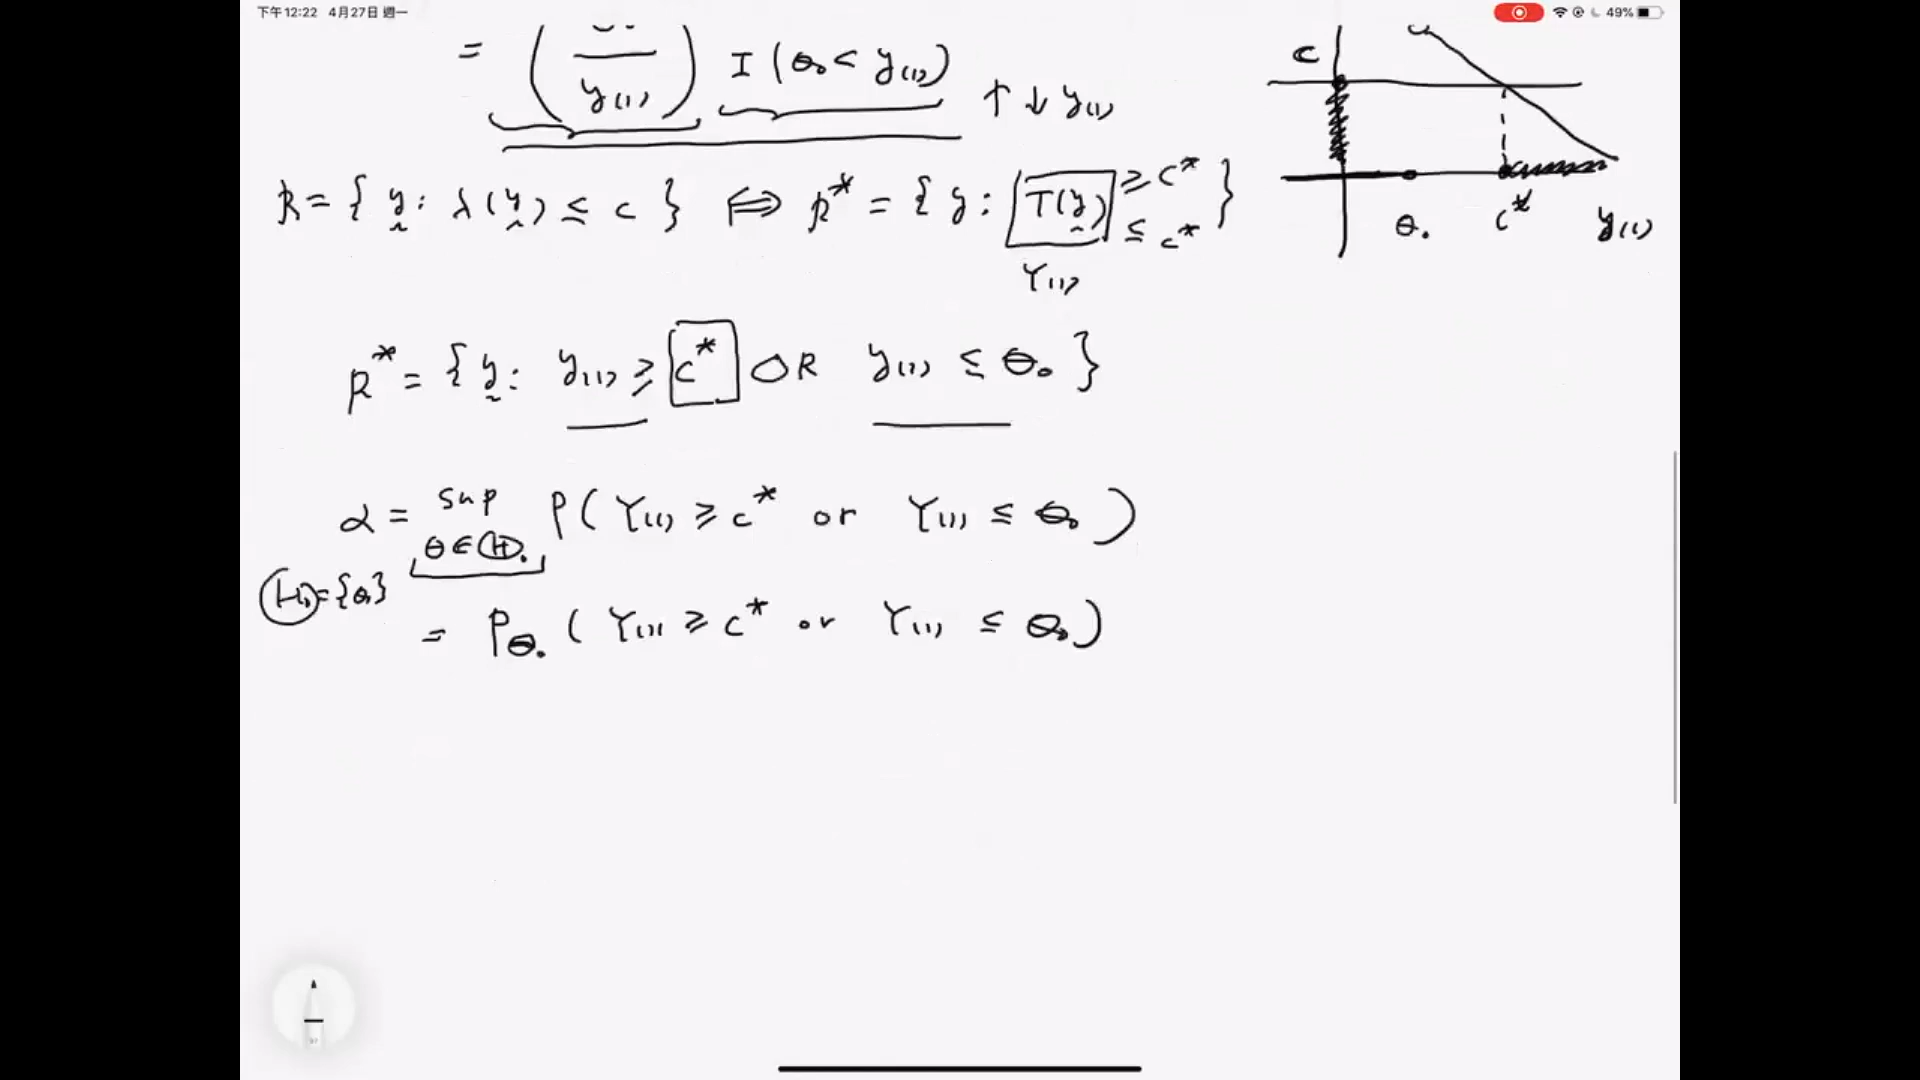 下午12:22 4月27日 週一
49%
= ( / y₍₁₎ ) I ( θ₀ < y₍₁₎ ) ↑ ↓ y₍₁₎
c
θ₀ c* y₍₁₎
R = { y : λ(y) ≤ c } ⟺ R* = { y : T(y) ≥ c* ≤ c* }
Y₍₁₎
R* = { y : y₍₁₎ ≥ c* OR y₍₁₎ ≤ θ₀ }
α = sup θ∈Θ₀ P( Y₍₁₎ ≥ c* or Y₍₁₎ ≤ θ₀ )
Θ₀ = {θ₀}
= P_θ₀ ( Y₍₁₎ ≥ c* or Y₍₁₎ ≤ θ₀ )